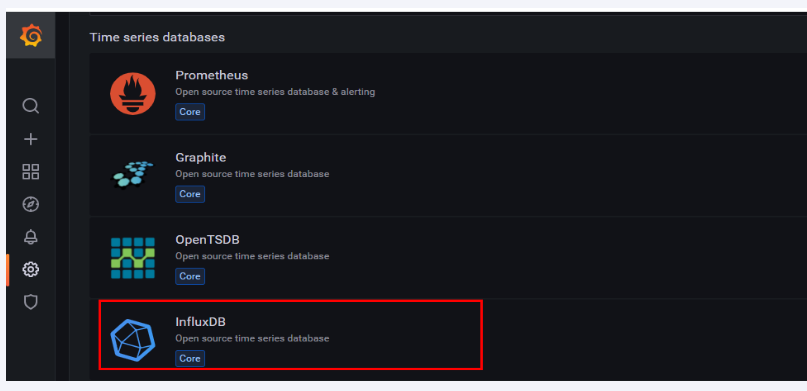 Time series databases
Prometheus
Open source time series database & alerting
Core
Graphite
Open source time series database
Core
OpenTSDB
Open source time series database
Core
InfluxDB
Open source time series database
Core